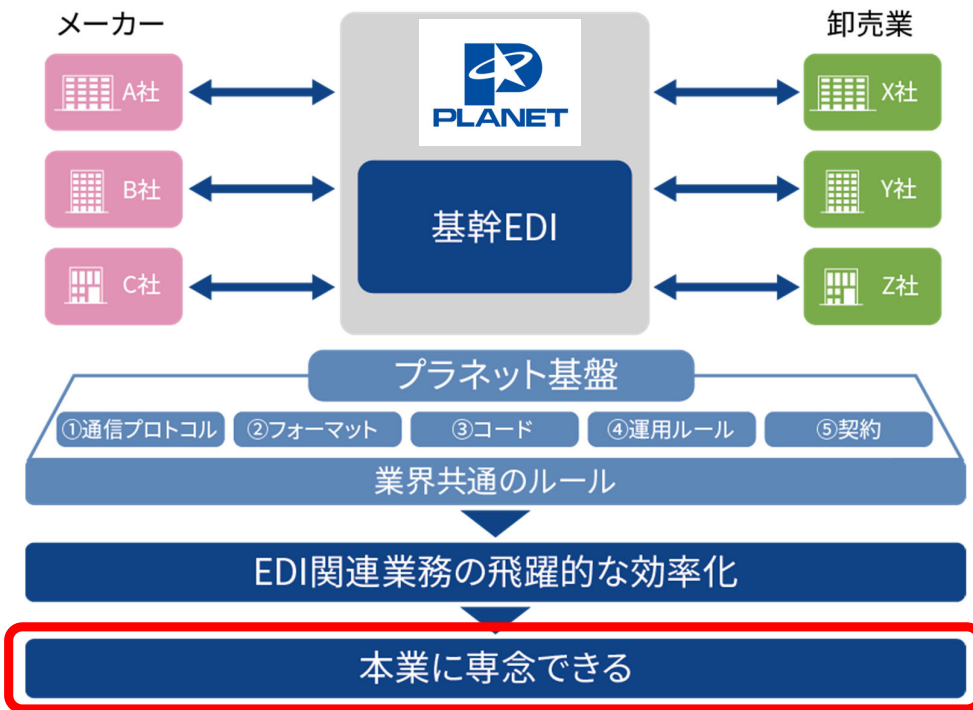 メーカー
卸売業
PLANET
A社
X社
B社
Y社
基幹EDI
C社
Z社
プラネット基盤
①通信プロトコル
②フォーマット
③コード
④運用ルール
⑤契約
業界共通のルール
EDI関連業務の飛躍的な効率化
本業に専念できる